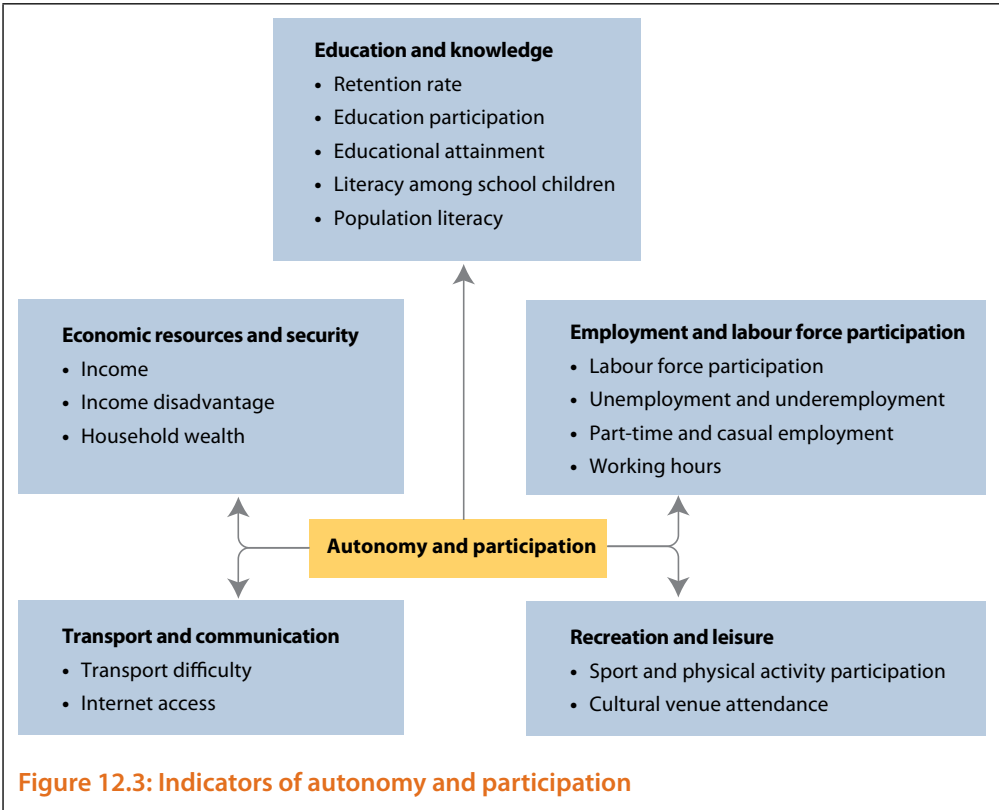 Education and knowledge
• Retention rate
• Education participation
• Educational attainment
• Literacy among school children
• Population literacy
Economic resources and security
• Income
• Income disadvantage
• Household wealth
Employment and labour force participation
• Labour force participation
• Unemployment and underemployment
• Part-time and casual employment
• Working hours
Autonomy and participation
Transport and communication
• Transport difficulty
• Internet access
Recreation and leisure
• Sport and physical activity participation
• Cultural venue attendance
Figure 12.3: Indicators of autonomy and participation